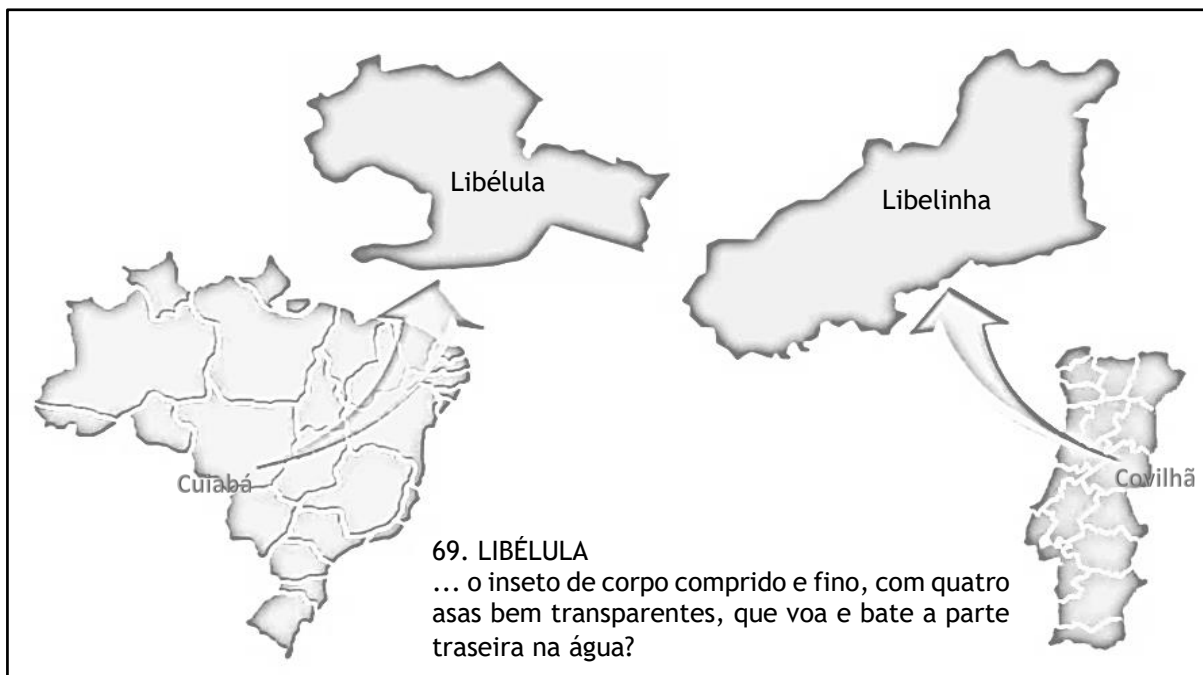 Libélula
Libelinha
Cuiabá
Covilhã
69. LIBÉLULA
... o inseto de corpo comprido e fino, com quatro
asas bem transparentes, que voa e bate a parte
traseira na água?